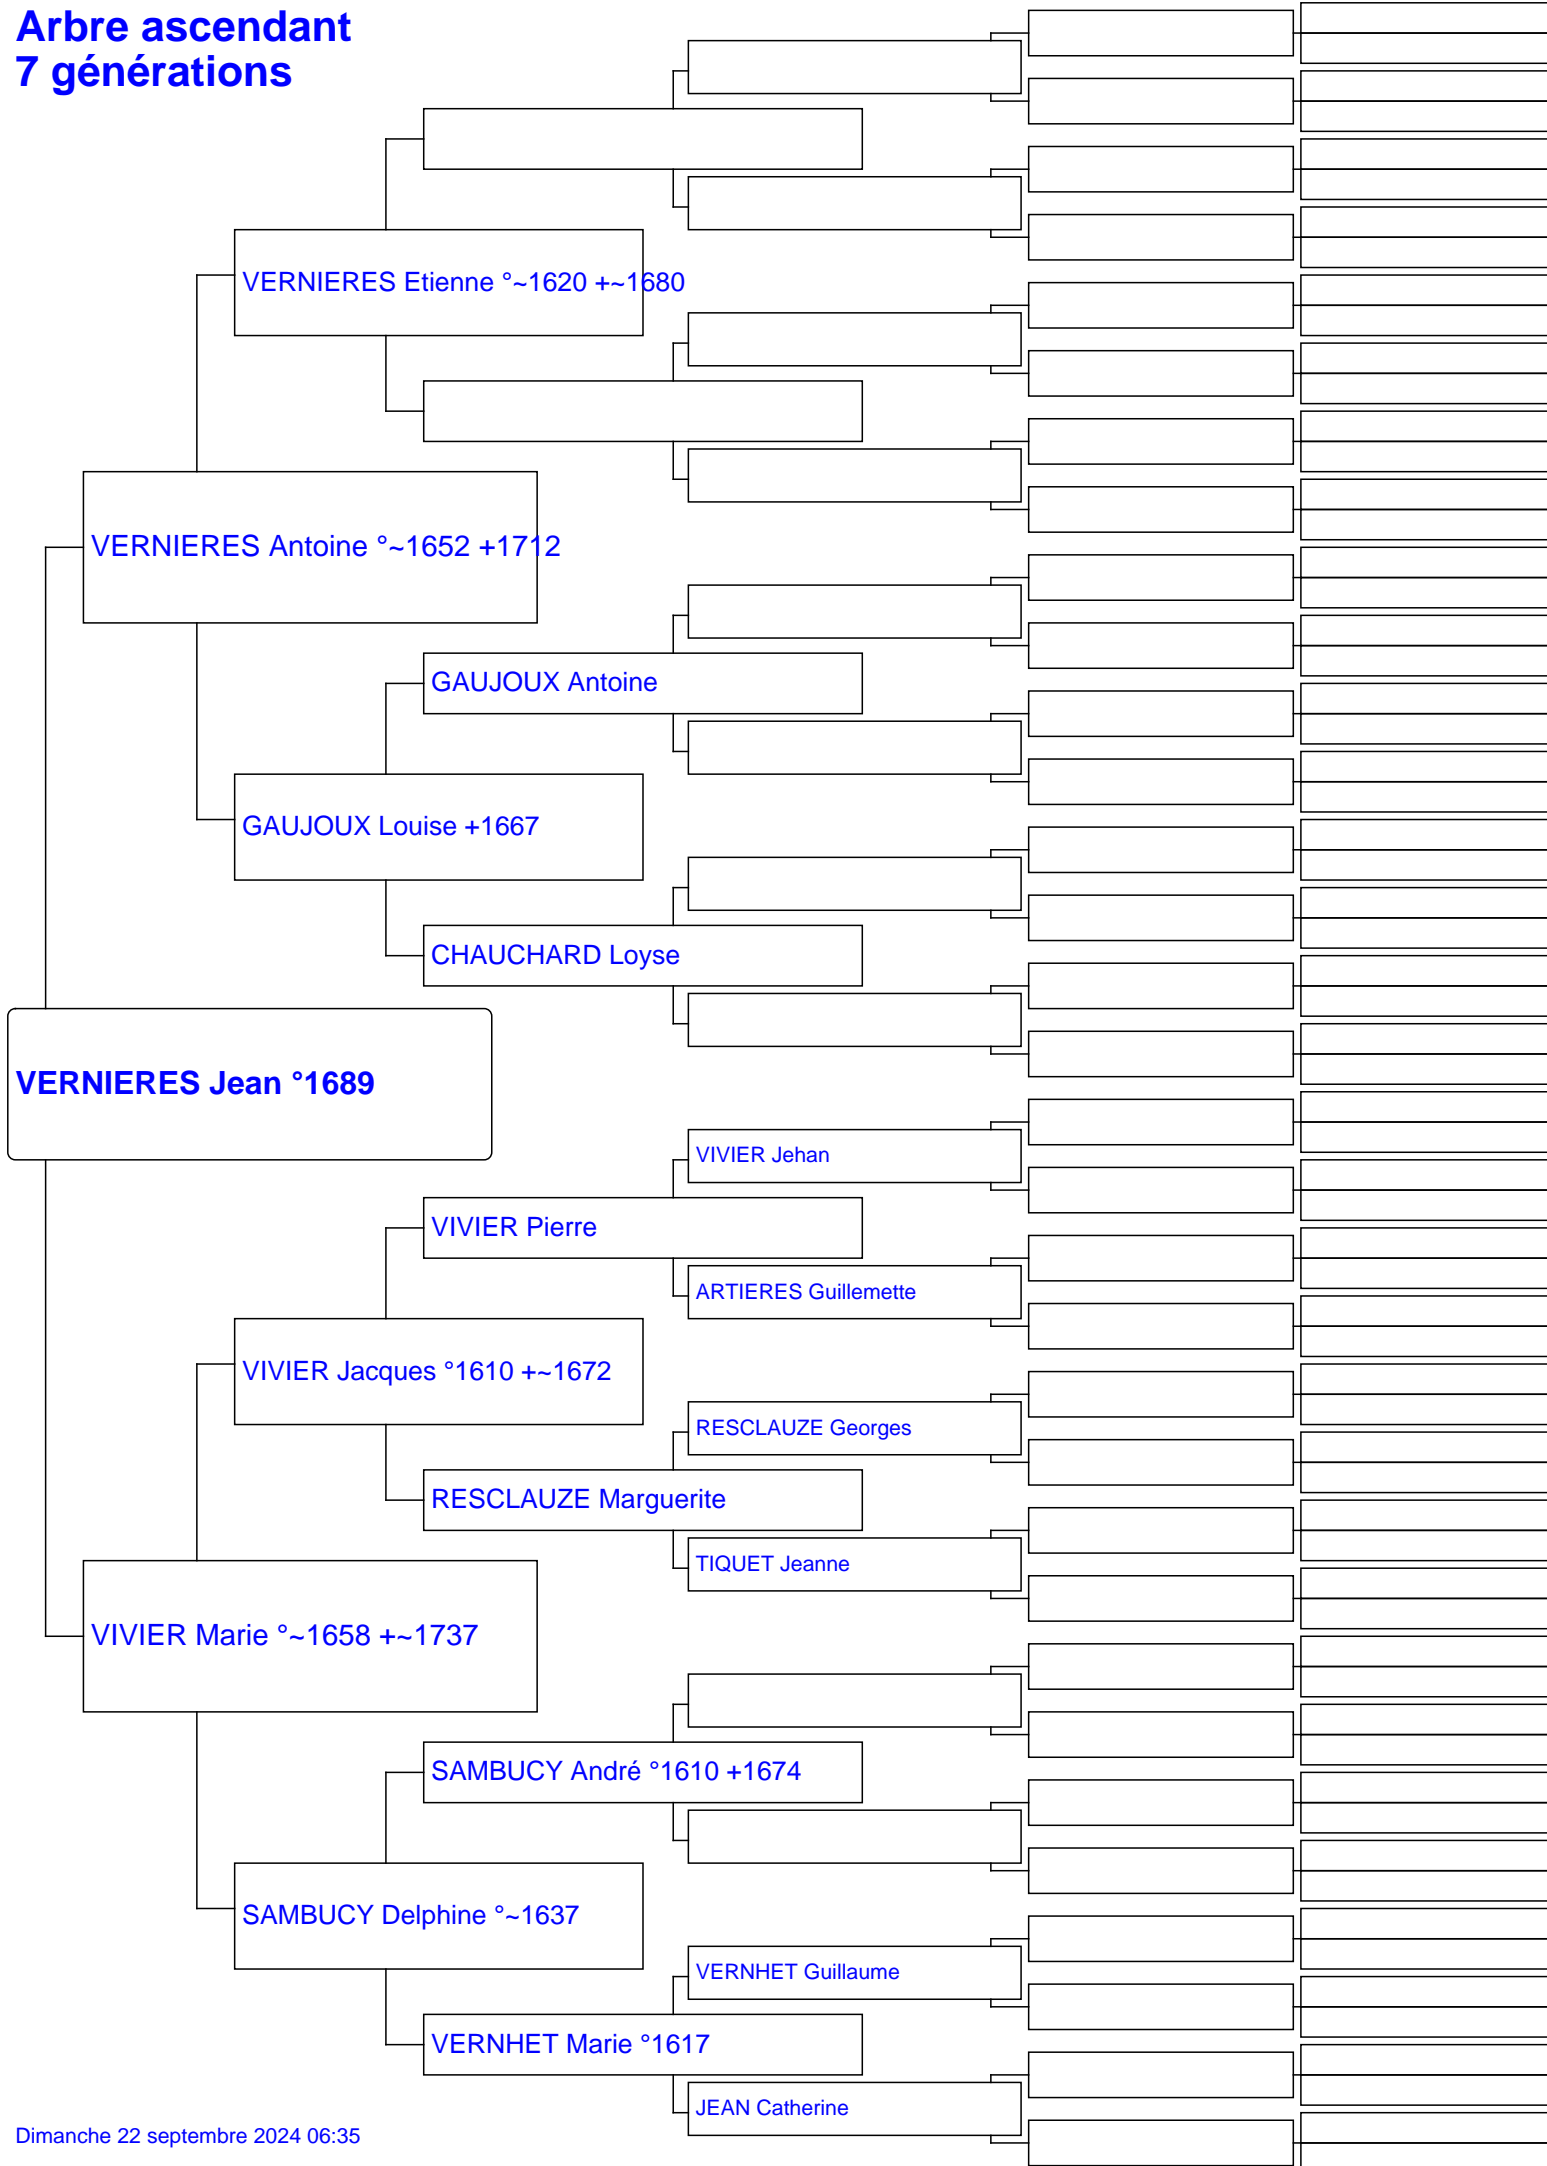 Arbre ascendant
7 générations
VERNIERES Etienne °~1620 +~1680
VERNIERES Antoine °~1652 +1712
GAUJOUX Antoine
GAUJOUX Louise +1667
CHAUCHARD Loyse
VERNIERES Jean °1689
VIVIER Jehan
VIVIER Pierre
ARTIERES Guillemette
VIVIER Jacques °1610 +~1672
RESCLAUZE Georges
RESCLAUZE Marguerite
TIQUET Jeanne
VIVIER Marie °~1658 +~1737
SAMBUCY André °1610 +1674
SAMBUCY Delphine °~1637
VERNHET Guillaume
VERNHET Marie °1617
JEAN Catherine
Dimanche 22 septembre 2024 06:35